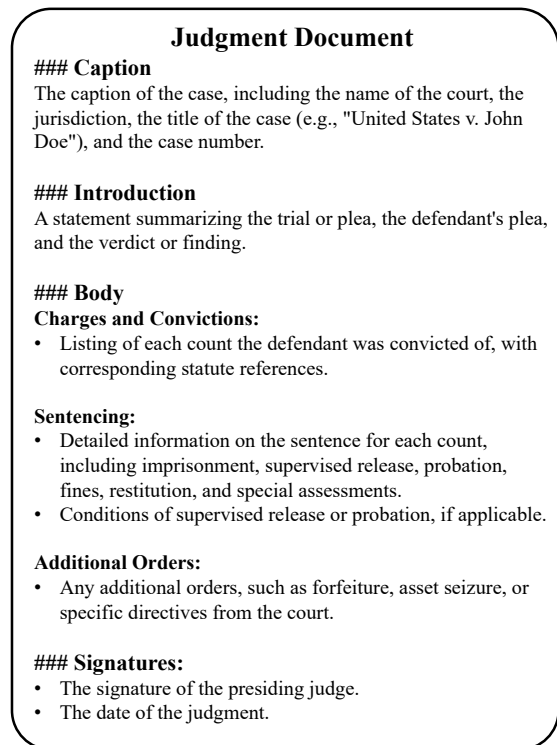 Judgment Document
### Caption
The caption of the case, including the name of the court, the
jurisdiction, the title of the case (e.g., "United States v. John
Doe"), and the case number.
### Introduction
A statement summarizing the trial or plea, the defendant's plea,
and the verdict or finding.
### Body
Charges and Convictions:
• Listing of each count the defendant was convicted of, with
corresponding statute references.
Sentencing:
• Detailed information on the sentence for each count,
including imprisonment, supervised release, probation,
fines, restitution, and special assessments.
• Conditions of supervised release or probation, if applicable.
Additional Orders:
• Any additional orders, such as forfeiture, asset seizure, or
specific directives from the court.
### Signatures:
• The signature of the presiding judge.
• The date of the judgment.